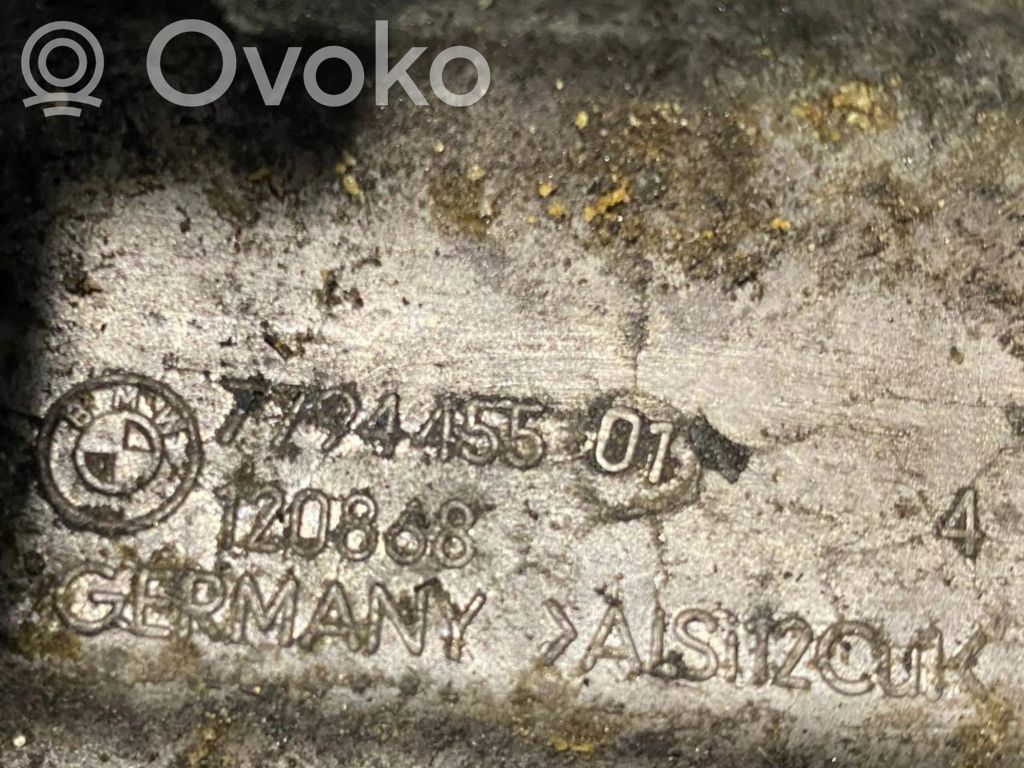 Ovoko
BMW
7794455 01
120868
4
GERMANY >ALSi12CuK